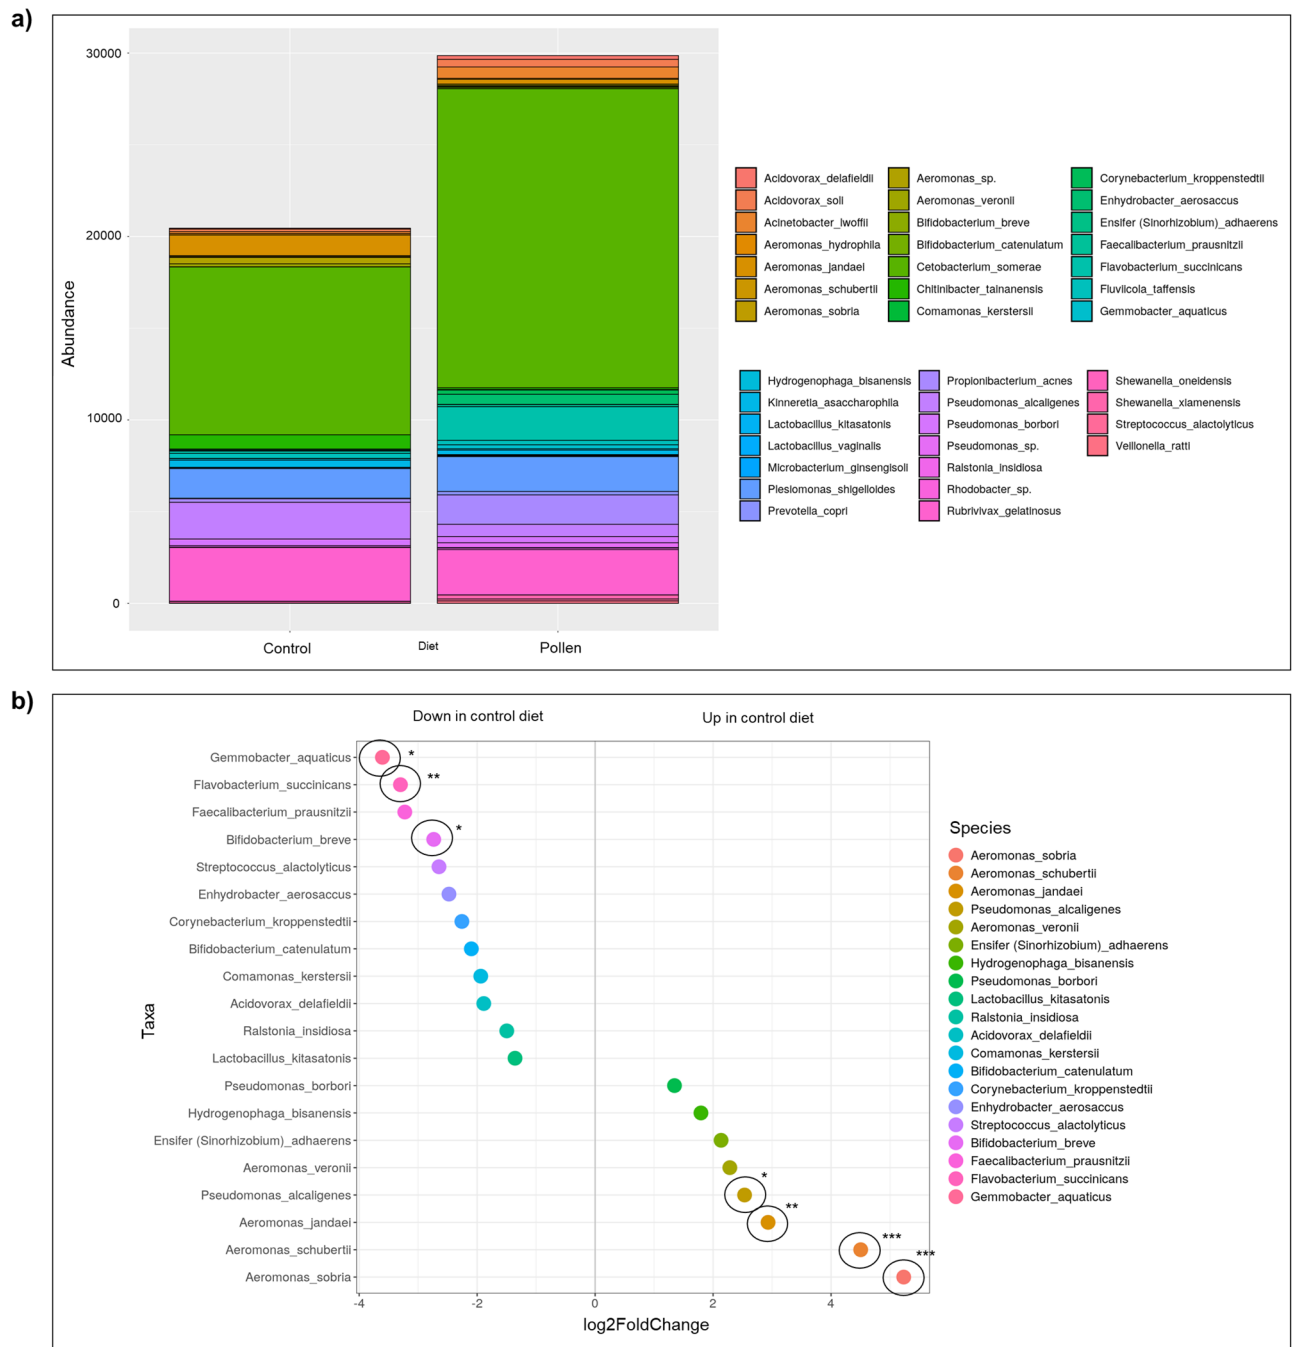 a)
30000
20000
10000
0
Abundance
Control
Diet
Pollen
Acidovorax_delafieldii
Acidovorax_soli
Acinetobacter_lwoffii
Aeromonas_hydrophila
Aeromonas_jandaei
Aeromonas_schubertii
Aeromonas_sobria
Aeromonas_sp.
Aeromonas_veronii
Bifidobacterium_breve
Bifidobacterium_catenulatum
Cetobacterium_somerae
Chitinibacter_tainanensis
Comamonas_kerstersii
Corynebacterium_kroppenstedtii
Enhydrobacter_aerosaccus
Ensifer (Sinorhizobium)_adhaerens
Faecalibacterium_prausnitzii
Flavobacterium_succinicans
Fluviicola_taffensis
Gemmobacter_aquaticus
Hydrogenophaga_bisanensis
Kinneretia_asaccharophila
Lactobacillus_kitasatonis
Lactobacillus_vaginalis
Microbacterium_ginsengisoli
Plesiomonas_shigelloides
Prevotella_copri
Propionibacterium_acnes
Pseudomonas_alcaligenes
Pseudomonas_borbori
Pseudomonas_sp.
Ralstonia_insidiosa
Rhodobacter_sp.
Rubrivivax_gelatinosus
Shewanella_oneidensis
Shewanella_xiamenensis
Streptococcus_alactolyticus
Veillonella_ratti
b)
Down in control diet
Up in control diet
Gemmobacter_aquaticus
*
Flavobacterium_succinicans
**
Faecalibacterium_prausnitzii
Bifidobacterium_breve
*
Streptococcus_alactolyticus
Enhydrobacter_aerosaccus
Corynebacterium_kroppenstedtii
Bifidobacterium_catenulatum
Comamonas_kerstersii
Acidovorax_delafieldii
Ralstonia_insidiosa
Lactobacillus_kitasatonis
Pseudomonas_borbori
Hydrogenophaga_bisanensis
Ensifer (Sinorhizobium)_adhaerens
Aeromonas_veronii
Pseudomonas_alcaligenes
*
Aeromonas_jandaei
**
Aeromonas_schubertii
***
Aeromonas_sobria
***
Taxa
-4
-2
0
2
4
log2FoldChange
Species
Aeromonas_sobria
Aeromonas_schubertii
Aeromonas_jandaei
Pseudomonas_alcaligenes
Aeromonas_veronii
Ensifer (Sinorhizobium)_adhaerens
Hydrogenophaga_bisanensis
Pseudomonas_borbori
Lactobacillus_kitasatonis
Ralstonia_insidiosa
Acidovorax_delafieldii
Comamonas_kerstersii
Bifidobacterium_catenulatum
Corynebacterium_kroppenstedtii
Enhydrobacter_aerosaccus
Streptococcus_alactolyticus
Bifidobacterium_breve
Faecalibacterium_prausnitzii
Flavobacterium_succinicans
Gemmobacter_aquaticus